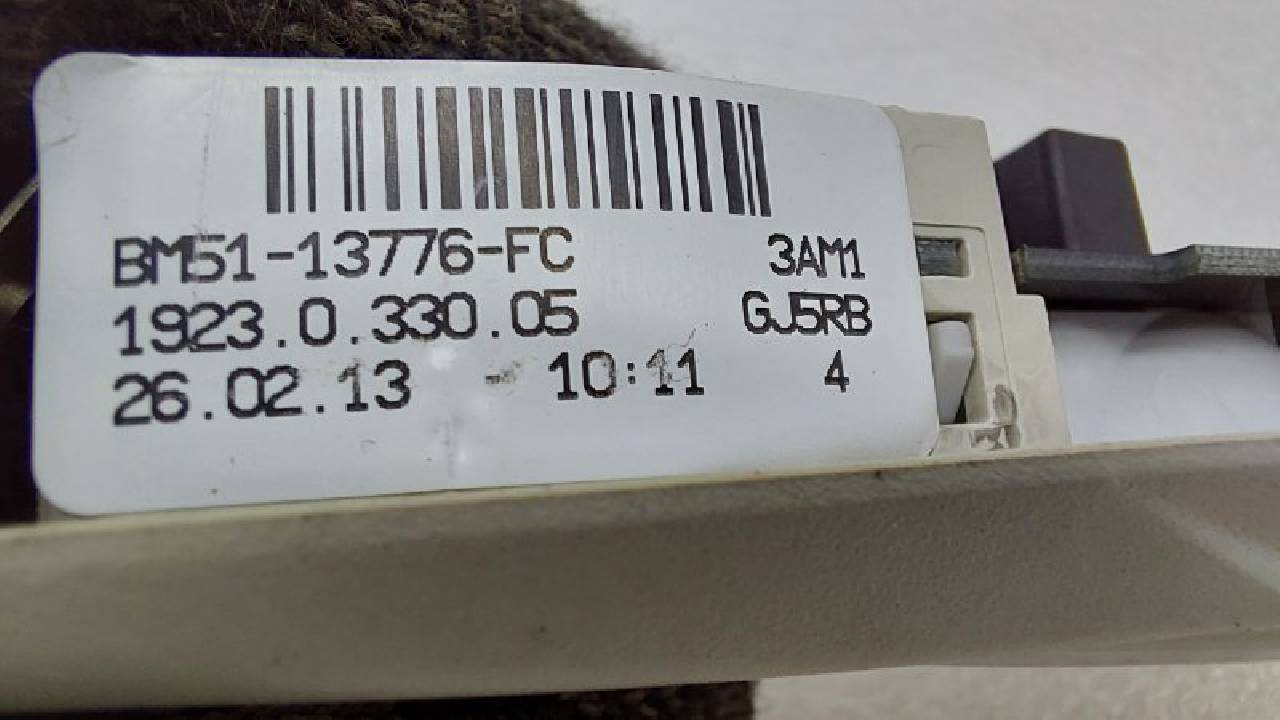 BM51-13776-FC 3AM1
1923.0.330.05 GJ5RB
26.02.13 - 10:11 4